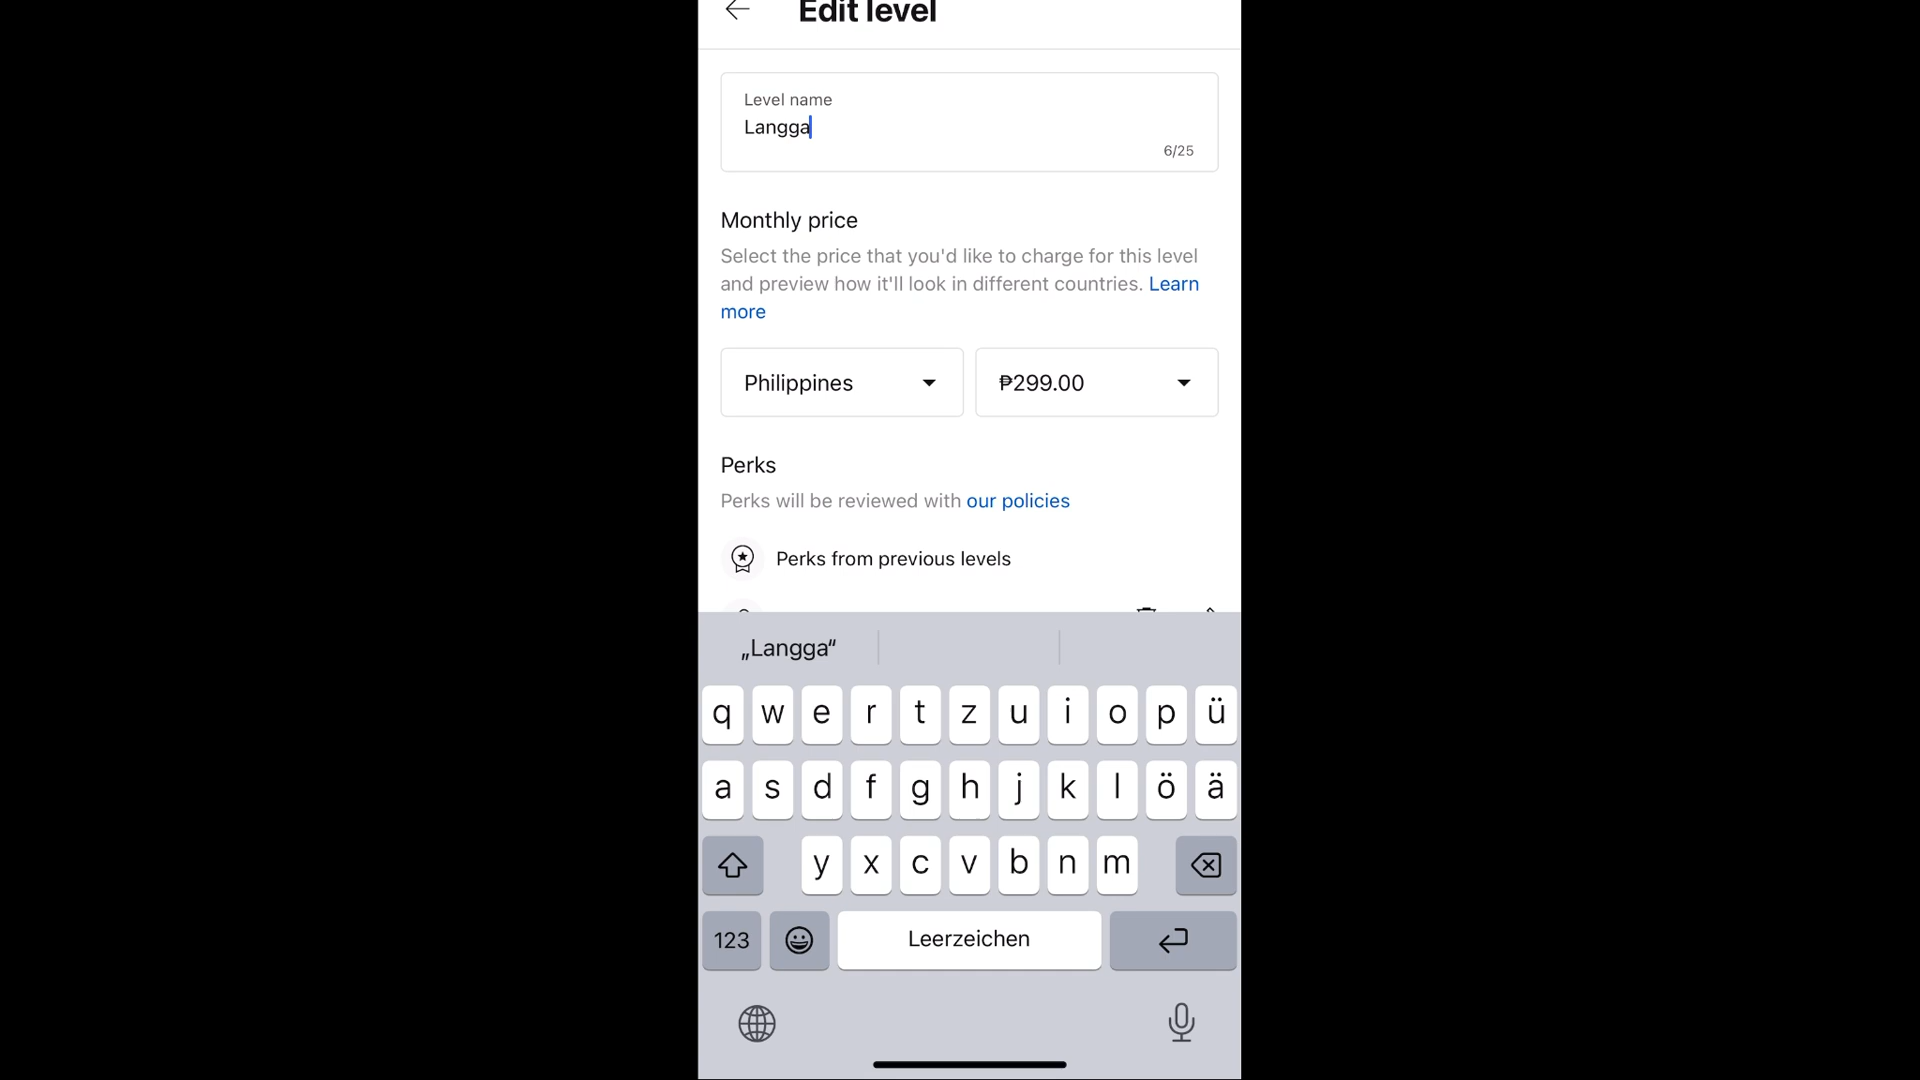 Edit level
Level name
Langga
6/25
Monthly price
Select the price that you'd like to charge for this level
and preview how it'll look in different countries. Learn
more
Philippines
₱299.00
Perks
Perks will be reviewed with our policies
Perks from previous levels
„Langga“
q w e r t z u i o p ü
a s d f g h j k l ö ä
y x c v b n m
123 Leerzeichen